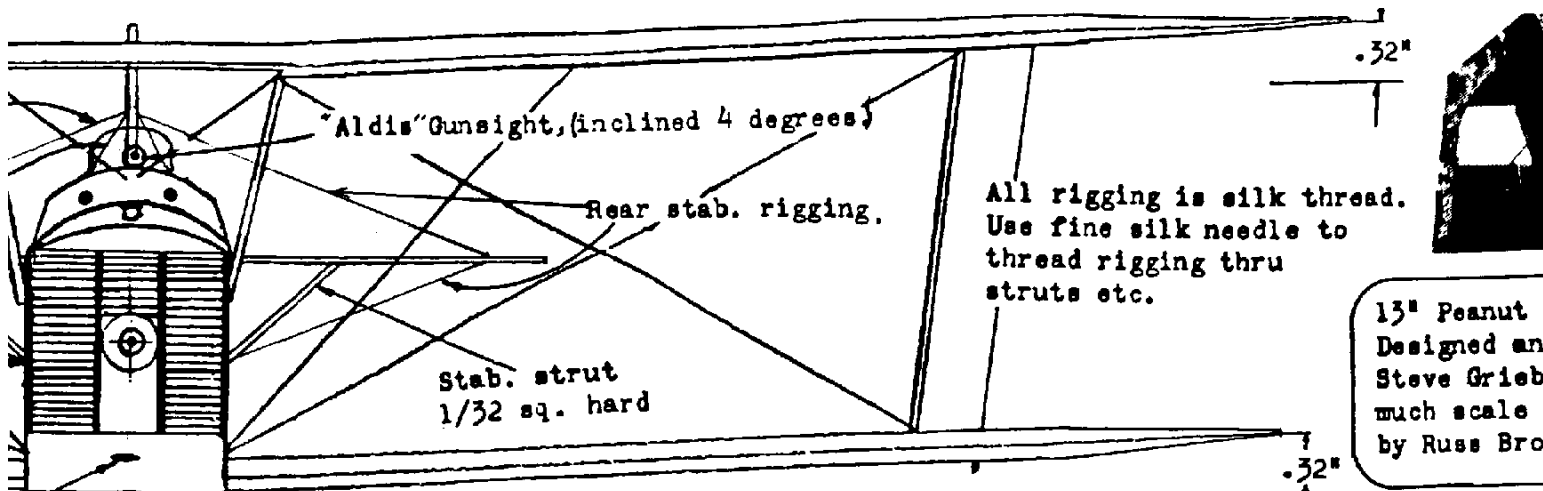 .32"
"Aldis" Gunsight, (inclined 4 degrees)
Rear stab. rigging.
All rigging is silk thread.
Use fine silk needle to
thread rigging thru
struts etc.
Stab. strut
1/32 sq. hard
13" Peanut
Designed an
Steve Grieb
much scale
by Russ Bro
.32"